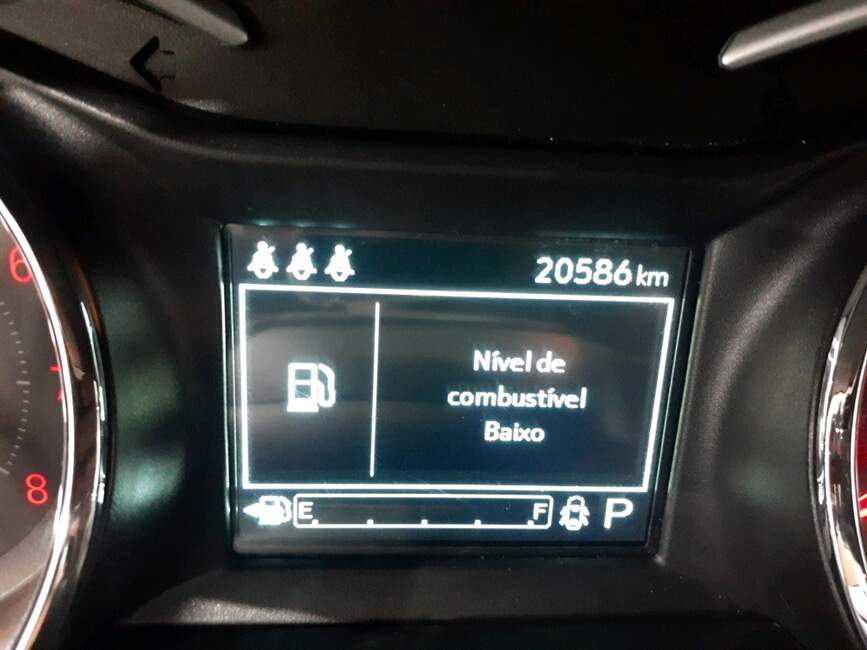 20586 km
6
Nível de
combustível
Baixo
8
E F P